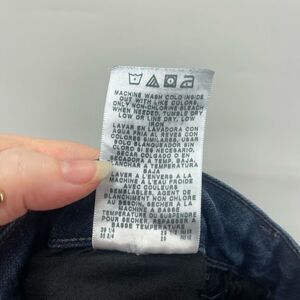 MACHINE WASH COLD INSIDE
OUT WITH LIKE COLORS,
ONLY NON-CHLORINE BLEACH
WHEN NEEDED, TUMBLE DRY
LOW OR LINE DRY, LOW
IRON
LAVAR EN LAVADORA CON
AGUA FRIA AL REVES CON
COLORES SIMILARES, USAR
SOLO BLANQUEADOR SIN
CLORO SI ES NECESARIO,
SECAR COLGADO O EN
SECADORA A TEMP. BAJA,
PLANCHAR A TEMPERATURA
BAJA
LAVER A L'ENVERS A LA
MACHINE A L'EAU FROIDE
AVEC COULEURS
SEMBLABLES, AGENT DE
BLANCHIMENT NON CHLORE
AU BESOIN, SECHER A LA
MACHINE A BASSE
TEMPERATURE OU SUSPENDRE
POUR SECHER, REPASSER A
BASSE TEMPERATURE